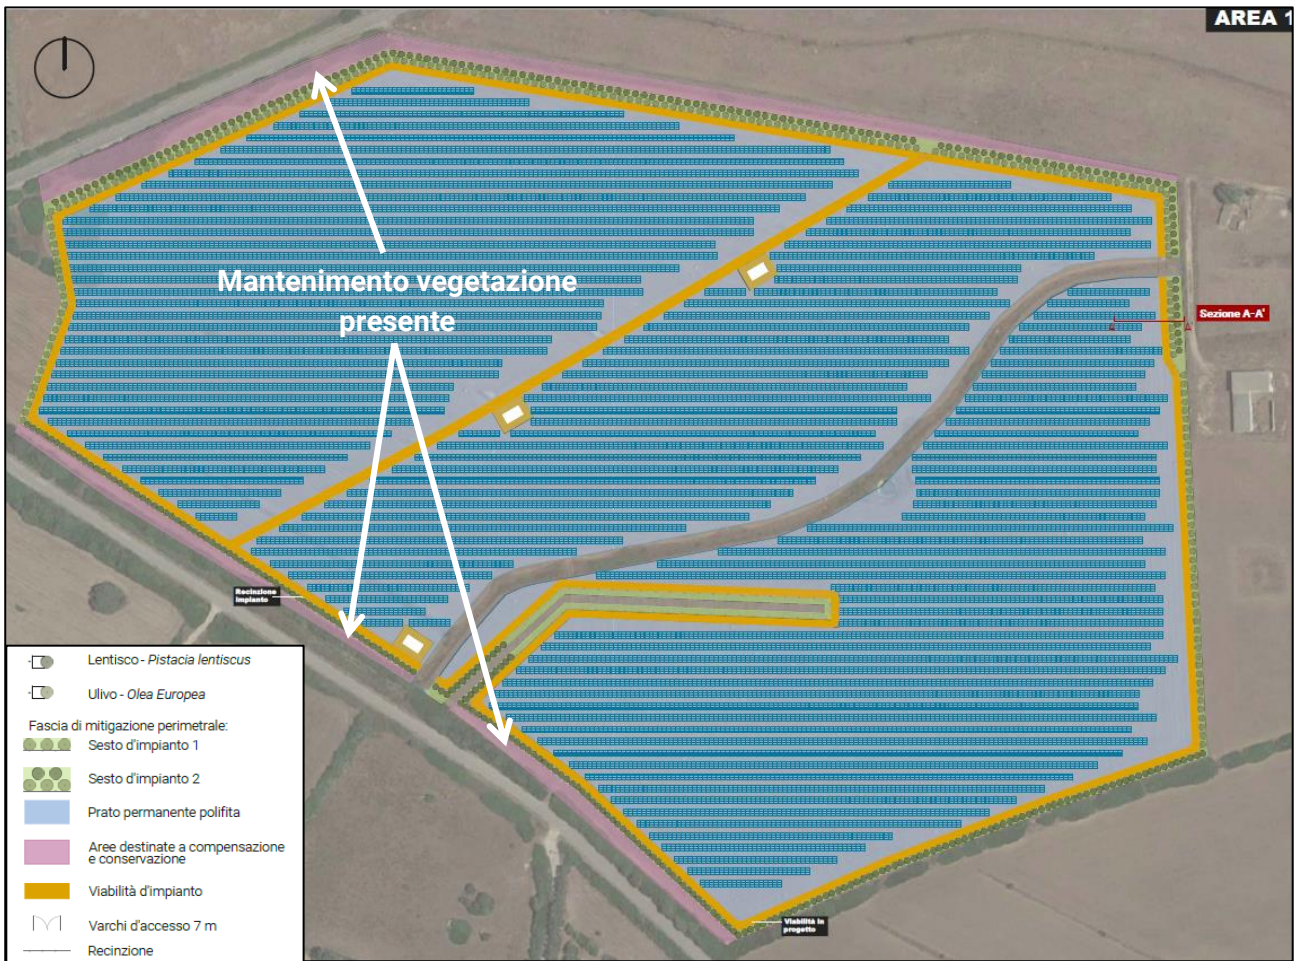 AREA 1
Mantenimento vegetazione
presente
Sezione A-A'
Recinzione
impianto
Lentisco - Pistacia lentiscus
Ulivo - Olea Europea
Fascia di mitigazione perimetrale:
Sesto d'impianto 1
Sesto d'impianto 2
Prato permanente polifita
Aree destinate a compensazione
e conservazione
Viabilità d'impianto
Varchi d'accesso 7 m
Recinzione
Viabilità in
progetto